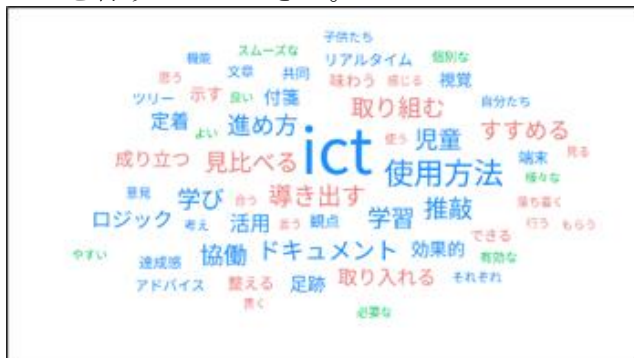 子供たち
スムーズな
機能 リアルタイム 個別な
思う 文章 共同 味わう 感じる 視覚
ツリー 示す 良い 付箋 取り組む 自分たち
定着 よい 進め方 ict 使う 児童 すすめる
成り立つ 見比べる 使用方法 端末 見る
様々な
意見 学び 合う 導き出す 落ち着く
ロジック 考え 活用 言う 観点 学習 推敲 行う もらう
できる
やすい 達成感 協働 ドキュメント 効果的 有効な
アドバイス 整える 足跡 取り入れる それぞれ
書く
必要な